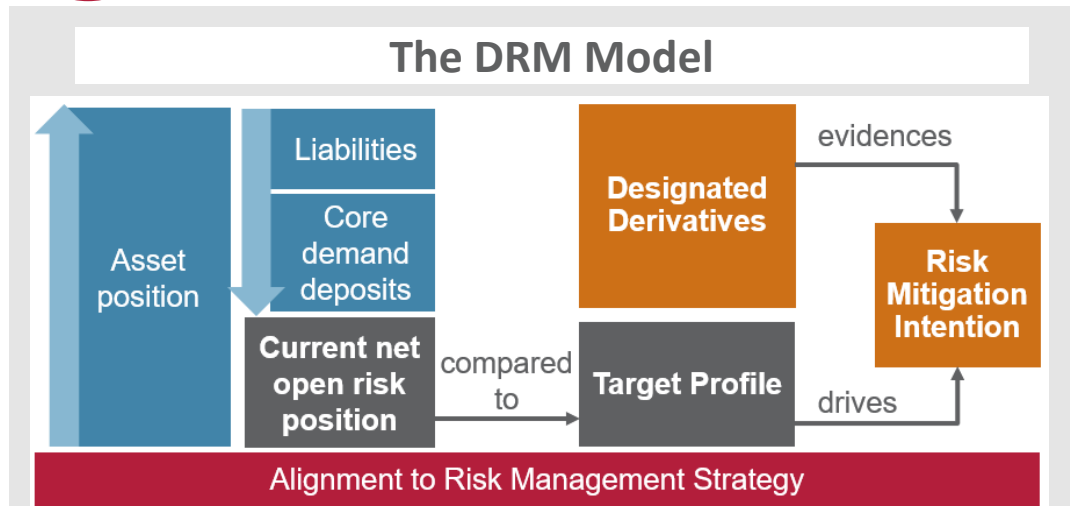 The DRM Model
Asset
position
Liabilities
Core
demand
deposits
Current net
open risk
position
compared
to
Designated
Derivatives
Target Profile
evidences
drives
Risk
Mitigation
Intention
Alignment to Risk Management Strategy